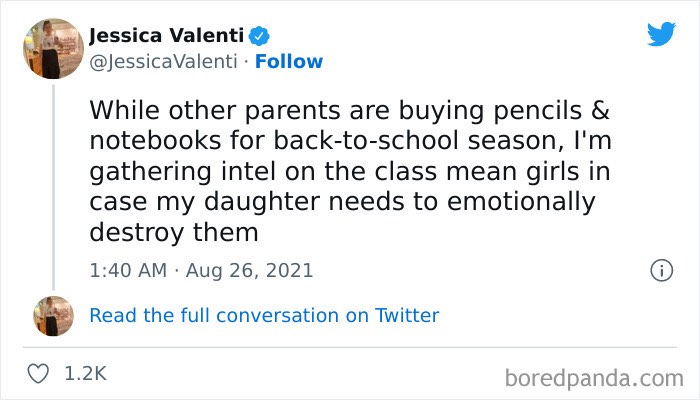 Jessica Valenti
@JessicaValenti · Follow
While other parents are buying pencils &
notebooks for back-to-school season, I'm
gathering intel on the class mean girls in
case my daughter needs to emotionally
destroy them
1:40 AM · Aug 26, 2021
Read the full conversation on Twitter
1.2K
boredpanda.com